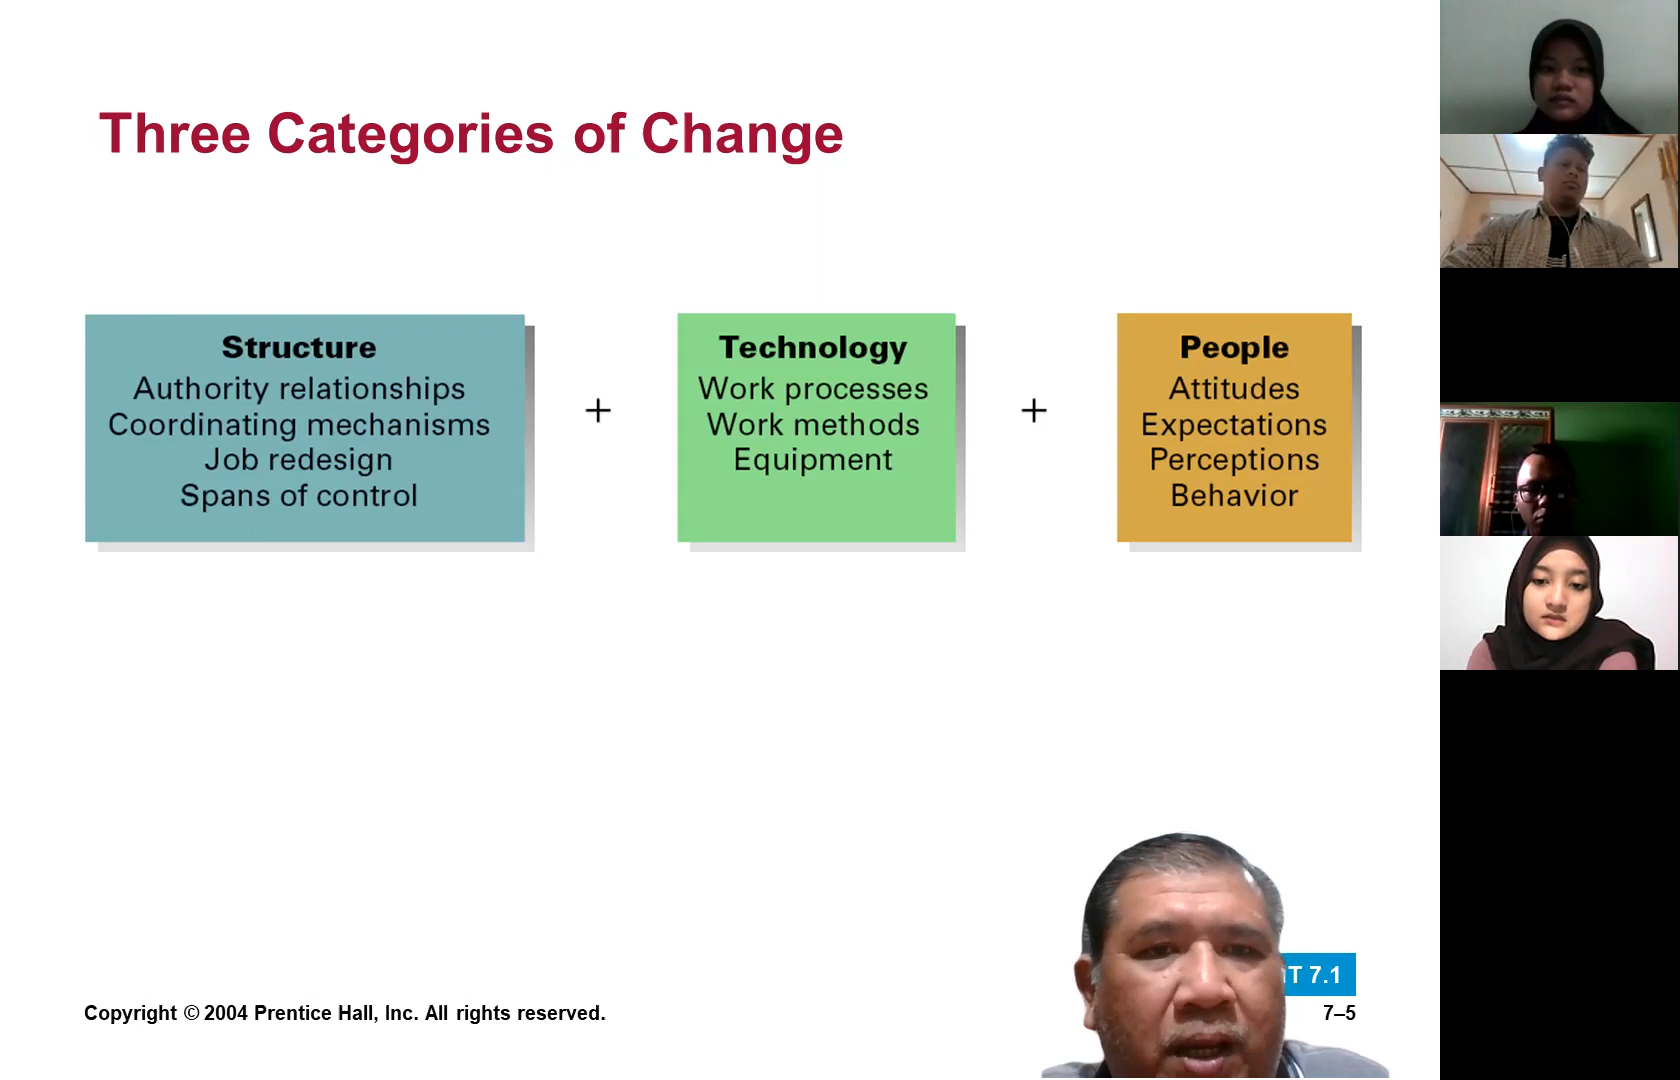 Three Categories of Change
Structure
Authority relationships
Coordinating mechanisms
Job redesign
Spans of control
+
Technology
Work processes
Work methods
Equipment
+
People
Attitudes
Expectations
Perceptions
Behavior
T 7.1
Copyright © 2004 Prentice Hall, Inc. All rights reserved.
7–5